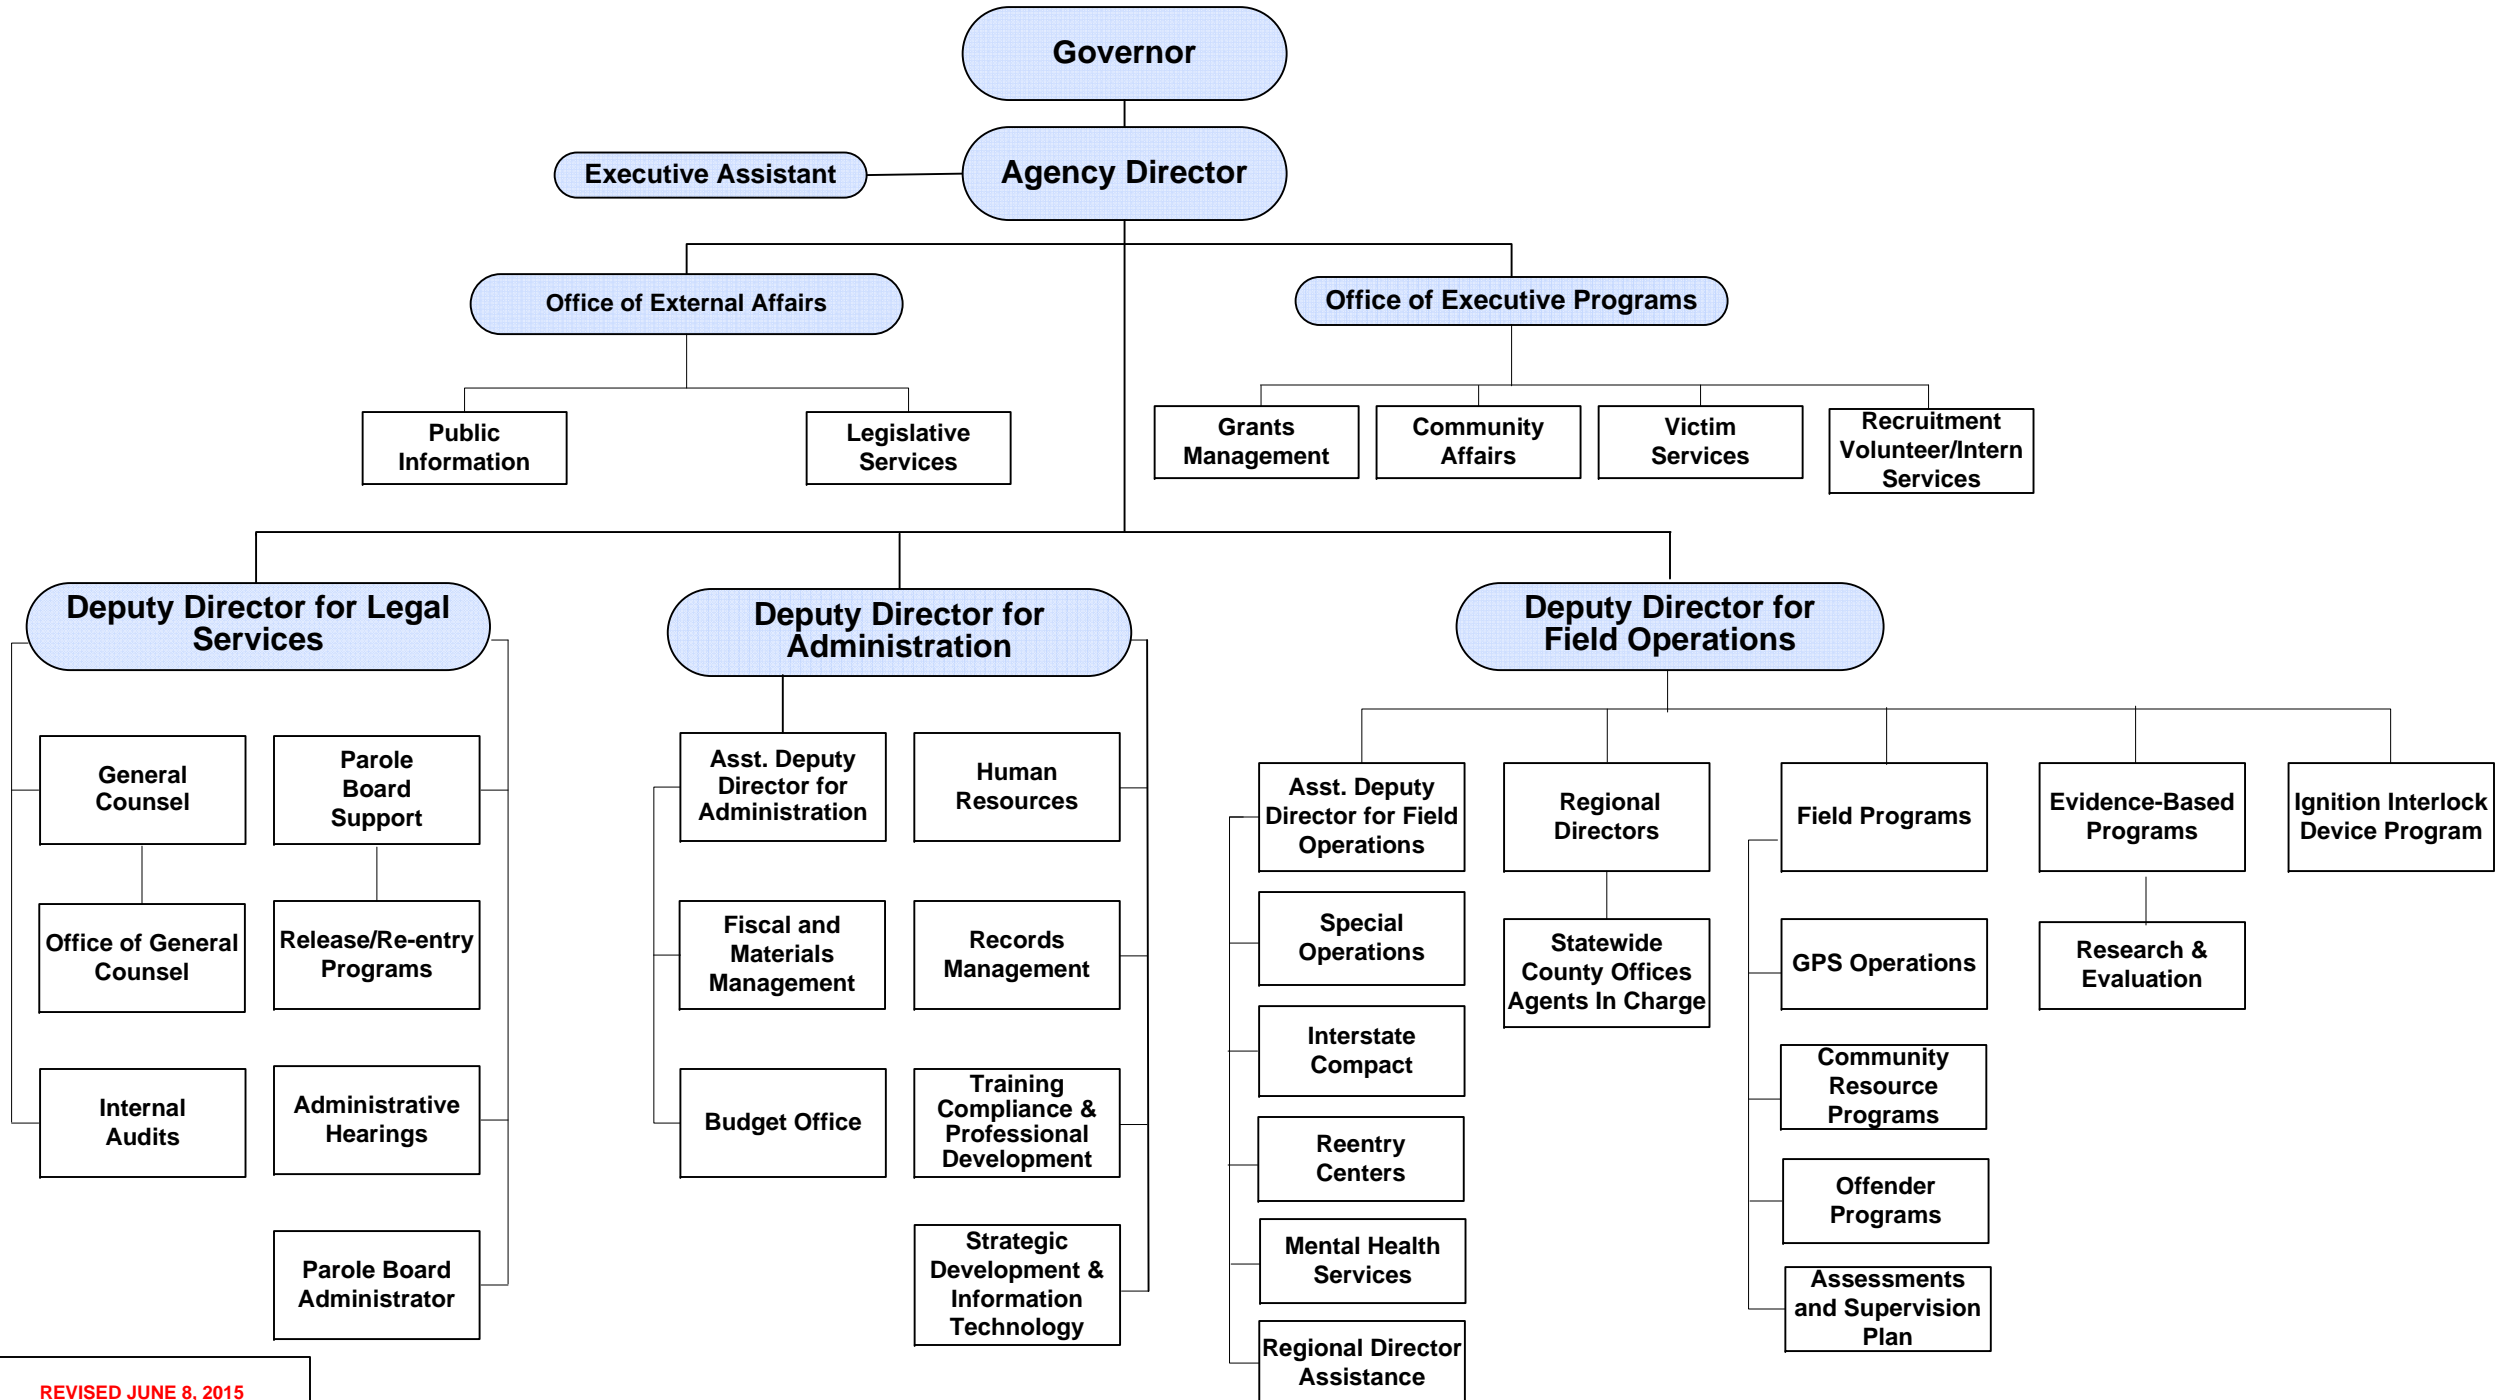 Governor
Executive Assistant
Agency Director
Office of External Affairs
Office of Executive Programs
Public
Information
Legislative
Services
Grants
Management
Community
Affairs
Victim
Services
Recruitment
Volunteer/Intern
Services
Deputy Director for Legal
Services
Deputy Director for
Administration
Deputy Director for
Field Operations
General
Counsel
Parole
Board
Support
Office of General
Counsel
Release/Re-entry
Programs
Internal
Audits
Administrative
Hearings
Parole Board
Administrator
Asst. Deputy
Director for
Administration
Human
Resources
Fiscal and
Materials
Management
Records
Management
Budget Office
Training
Compliance &
Professional
Development
Strategic
Development &
Information
Technology
Asst. Deputy
Director for Field
Operations
Special
Operations
Interstate
Compact
Reentry
Centers
Mental Health
Services
Regional Director
Assistance
Regional
Directors
Statewide
County Offices
Agents In Charge
Field Programs
GPS Operations
Community
Resource
Programs
Offender
Programs
Assessments
and Supervision
Plan
Evidence-Based
Programs
Research &
Evaluation
Ignition Interlock
Device Program
REVISED JUNE 8, 2015